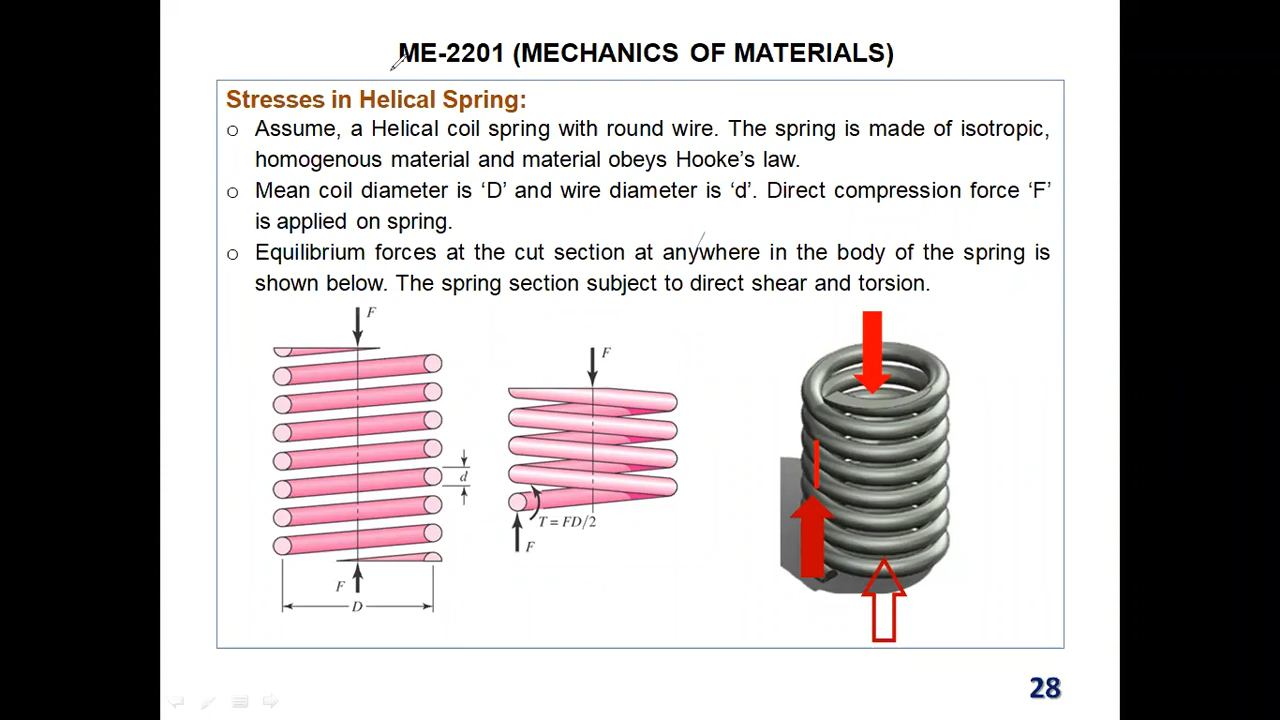 ME-2201 (MECHANICS OF MATERIALS)
Stresses in Helical Spring:
o Assume, a Helical coil spring with round wire. The spring is made of isotropic,
homogenous material and material obeys Hooke's law.
o Mean coil diameter is 'D' and wire diameter is 'd'. Direct compression force 'F'
is applied on spring.
o Equilibrium forces at the cut section at anywhere in the body of the spring is
shown below. The spring section subject to direct shear and torsion.
F
F
d
T = FD/2
F
F
D
28